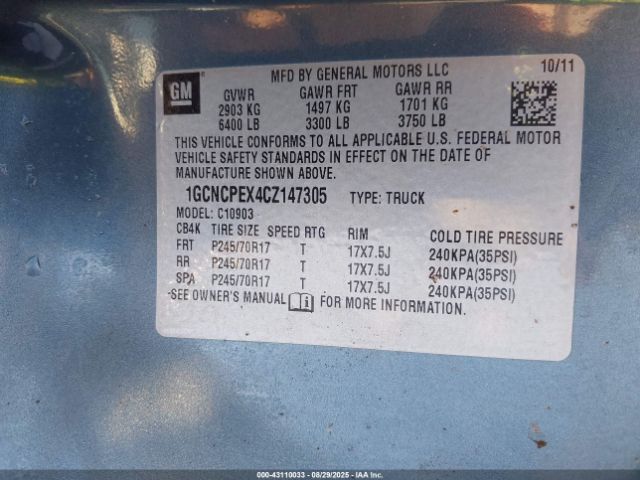 GM
MFD BY GENERAL MOTORS LLC 10/11
GVWR GAWR FRT GAWR RR
2903 KG 1497 KG 1701 KG
6400 LB 3300 LB 3750 LB
THIS VEHICLE CONFORMS TO ALL APPLICABLE U.S. FEDERAL MOTOR
VEHICLE SAFETY STANDARDS IN EFFECT ON THE DATE OF
MANUFACTURE SHOWN ABOVE.
1GCNCPEX4CZ147305 TYPE: TRUCK
MODEL: C10903
CB4K TIRE SIZE SPEED RTG RIM COLD TIRE PRESSURE
FRT P245/70R17 T 17X7.5J 240KPA(35PSI)
RR P245/70R17 T 17X7.5J 240KPA(35PSI)
SPA P245/70R17 T 17X7.5J 240KPA(35PSI)
SEE OWNER'S MANUAL i FOR MORE INFORMATION.
000-43110033 - 08/29/2025 - IAAI.COM